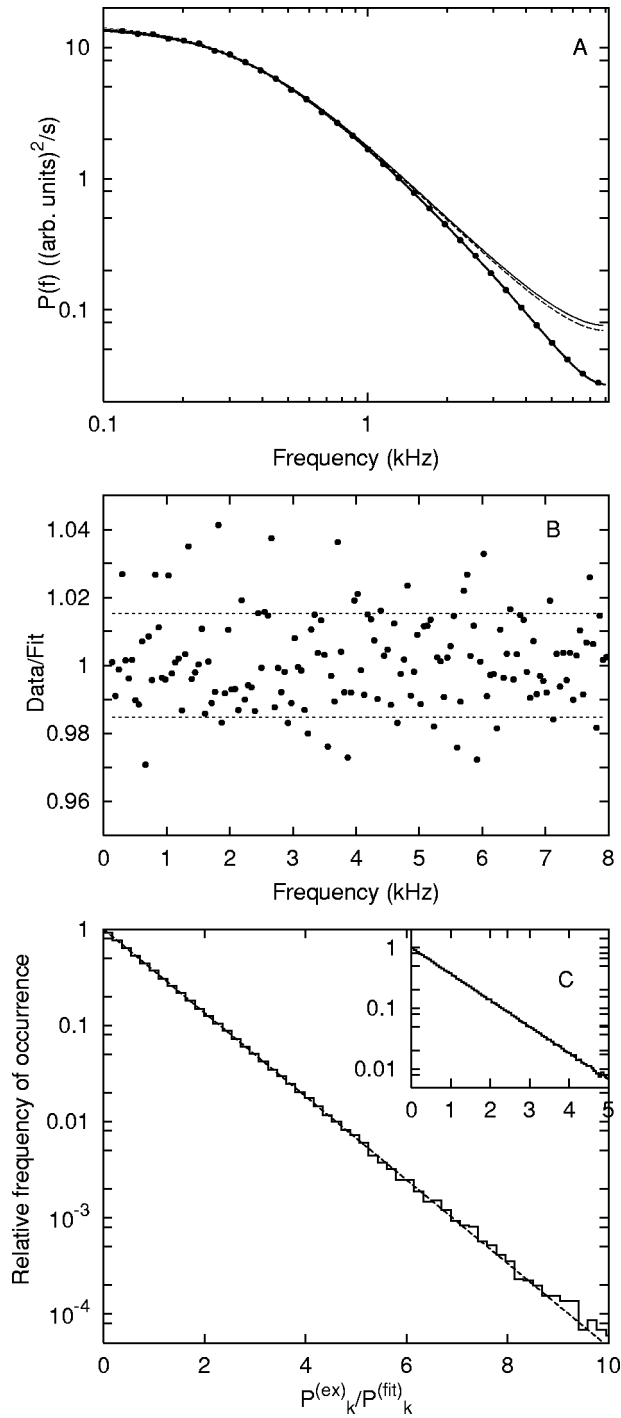 A
P(f) ((arb. units)²/s)
10
1
0.1
0.1
1
Frequency (kHz)
B
Data/Fit
1.04
1.02
1
0.98
0.96
0 1 2 3 4 5 6 7 8
Frequency (kHz)
C
Relative frequency of occurrence
1
0.1
0.01
10⁻³
10⁻⁴
1
0.1
0.01
0 1 2 3 4 5
0 2 4 6 8 10
P⁽ᵉˣ⁾ₖ/P⁽ᶠⁱᵗ⁾ₖ